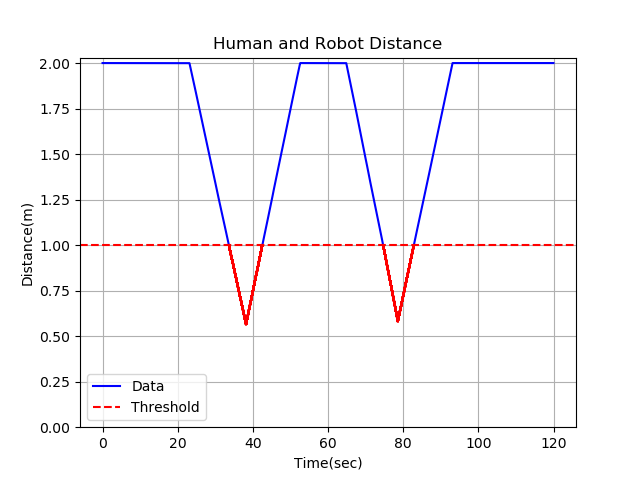 Human and Robot Distance
Distance(m)
2.00
1.75
1.50
1.25
1.00
0.75
0.50
0.25
0.00
Data
Threshold
0 20 40 60 80 100 120
Time(sec)